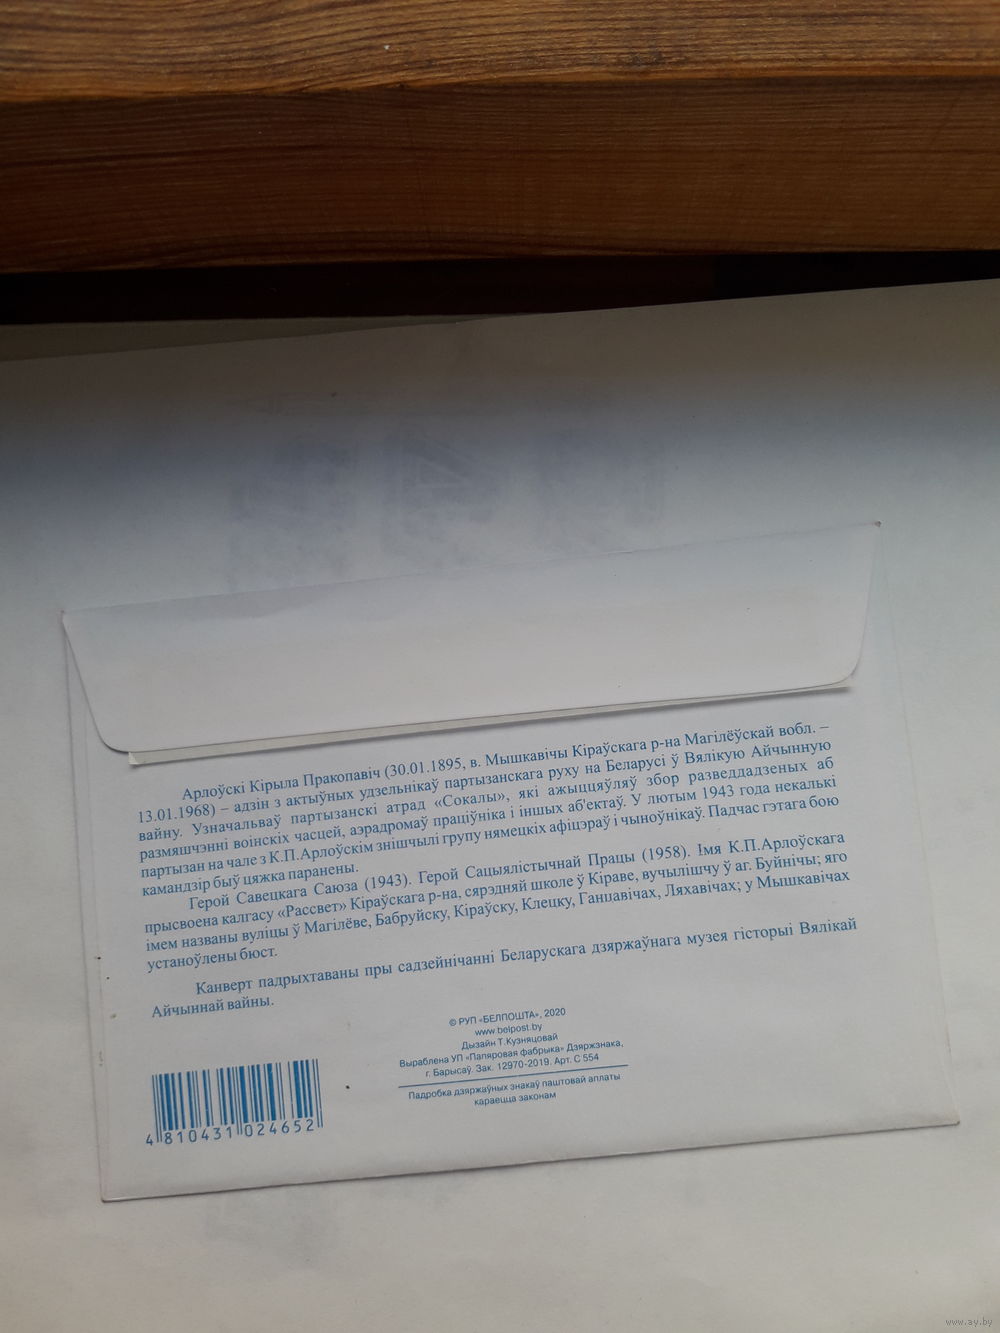 Арлоўскі Кірыла Пракопавіч (30.01.1895, в. Мышкавічы Кіраўскага р-на Магілёўскай вобл. –
13.01.1968) – адзін з актыўных удзельнікаў партызанскага руху на Беларусі ў Вялікую Айчынную
вайну. Узначальваў партызанскі атрад «Сокалы», які ажыццяўляў збор разведдадзеных аб
размяшчэнні воінскіх часцей, аэрадромаў праціўніка і іншых аб'ектаў. У лютым 1943 года некалькі
партызан на чале з К.П.Арлоўскім знішчылі групу нямецкіх афіцэраў і чыноўнікаў. Падчас гэтага бою
камандзір быў цяжка паранены.
Герой Савецкага Саюза (1943). Герой Сацыялістычнай Працы (1958). Імя К.П.Арлоўскага
прысвоена калгасу «Рассвет» Кіраўскага р-на, сярэдняй школе ў Кіраве, вучылішчу ў аг. Буйнічы; яго
імем названы вуліцы ў Магілёве, Бабруйску, Кіраўску, Клецку, Ганцавічах, Ляхавічах; у Мышкавічах
устаноўлены бюст.
Канверт падрыхтаваны пры садзейнічанні Беларускага дзяржаўнага музея гісторыі Вялікай
Айчыннай вайны.
© РУП «БЕЛПОШТА», 2020
www.belpost.by
Дызайн Т.Кузняцовай
Выраблена УП «Папяровая фабрыка» Дзяржзнака,
г. Барысаў. Зак. 12970-2019. Арт. С 554
Падробка дзяржаўных знакаў паштовай аплаты
караецца законам
4 810431 024652
www.ay.by